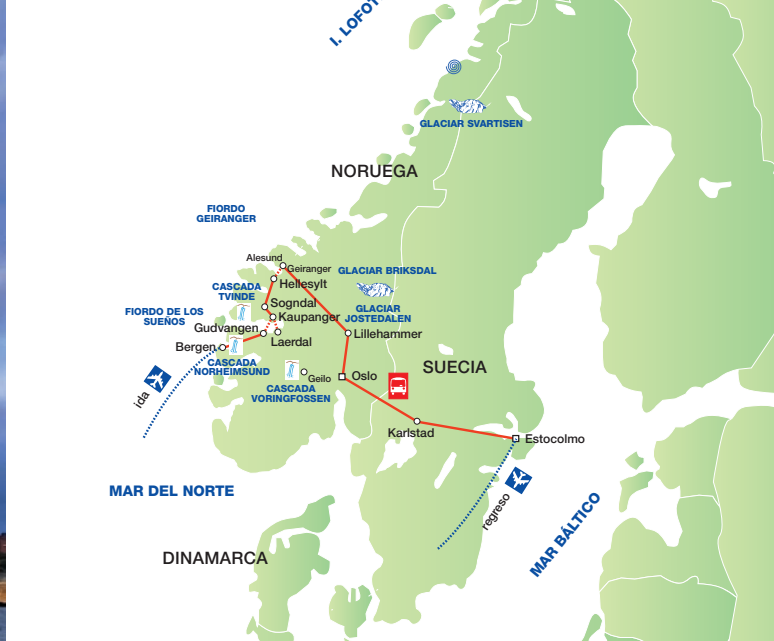 I. LOFOT
GLACIAR SVARTISEN
NORUEGA
FIORDO
GEIRANGER
Alesund
Geiranger
GLACIAR BRIKSDAL
Hellesylt
CASCADA
TVINDE
Sogndal
GLACIAR
JOSTEDALEN
FIORDO DE LOS
SUEÑOS
Kaupanger
Gudvangen
Lillehammer
Laerdal
Bergen
CASCADA
NORHEIMSUND
SUECIA
Geilo
Oslo
CASCADA
VORINGFOSSEN
ida
Karlstad
Estocolmo
MAR DEL NORTE
regreso
MAR BÁLTICO
DINAMARCA